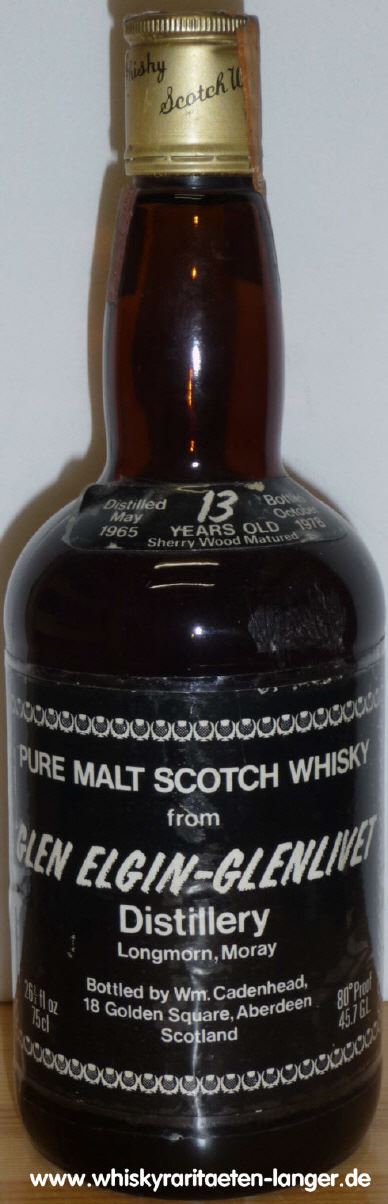 Whisky
Scotch W
Distilled May 1965
13
YEARS OLD
Bottled October 1978
Sherry Wood Matured
PURE MALT SCOTCH WHISKY
from
GLEN ELGIN-GLENLIVET
Distillery
Longmorn, Moray
Bottled by Wm. Cadenhead,
18 Golden Square, Aberdeen
Scotland
26⅔ fl oz
75cl
80° Proof
45.7 G.L.
www.whiskyraritaeten-langer.de